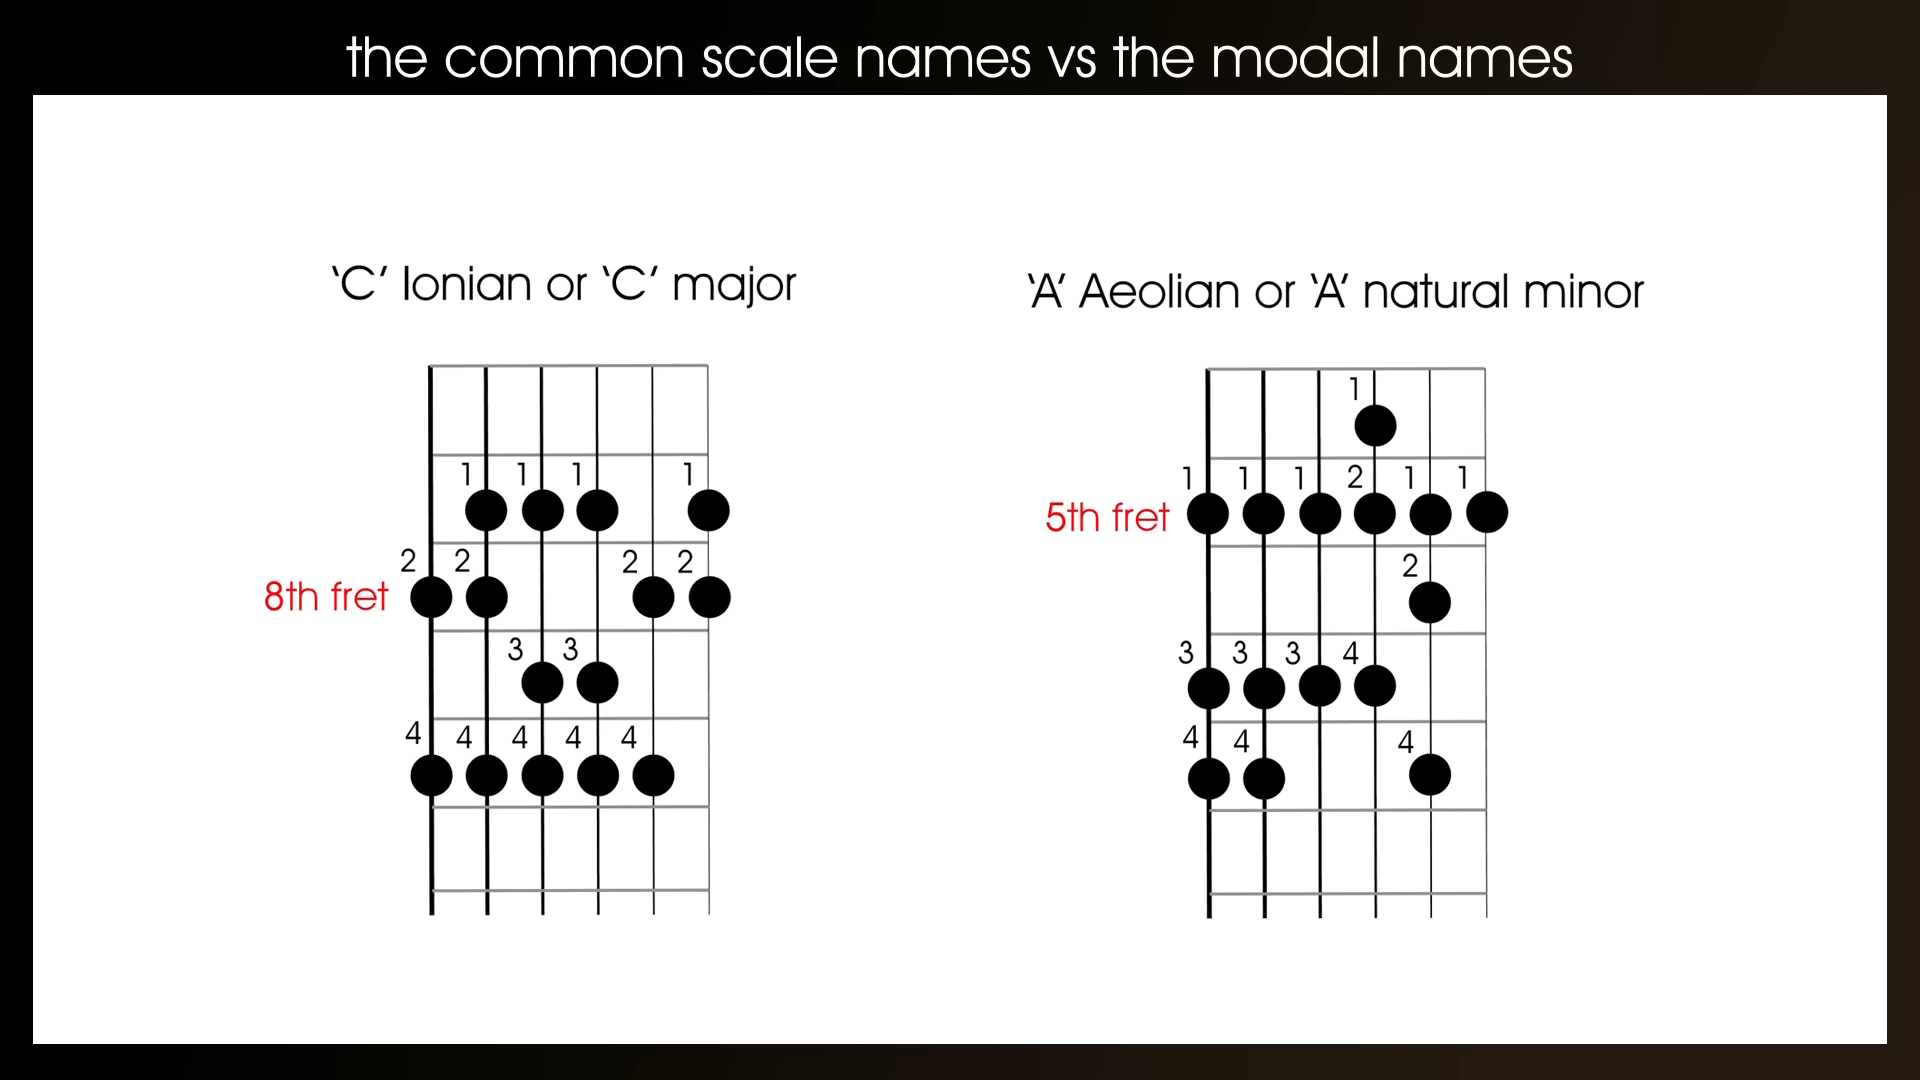 the common scale names vs the modal names
‘C’ Ionian or ‘C’ major
1 1 1 1
2 2 2 2
8th fret
3 3
4 4 4 4 4
‘A’ Aeolian or ‘A’ natural minor
1
1 1 1 2 1 1
5th fret
2
3 3 3 4
4 4 4